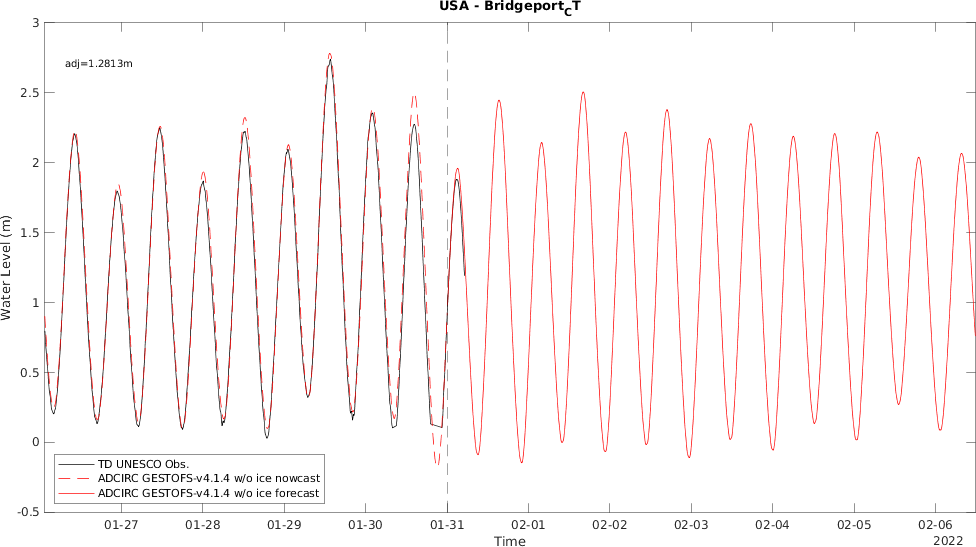 USA - BridgeportCT
adj=1.2813m
Water Level (m)
3
2.5
2
1.5
1
0.5
0
-0.5
TD UNESCO Obs.
ADCIRC GESTOFS-v4.1.4 w/o ice nowcast
ADCIRC GESTOFS-v4.1.4 w/o ice forecast
01-27 01-28 01-29 01-30 01-31 02-01 02-02 02-03 02-04 02-05 02-06
Time
2022